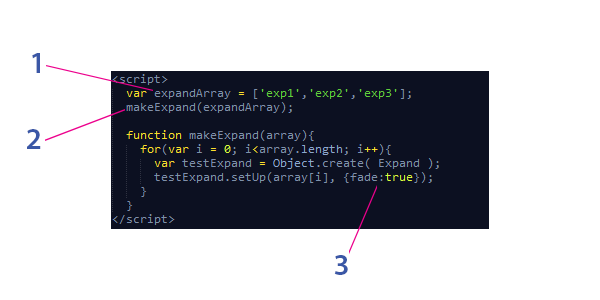 1
<script>
var expandArray = ['exp1','exp2','exp3'];
makeExpand(expandArray);
2
function makeExpand(array){
for(var i = 0; i<array.length; i++){
var testExpand = Object.create( Expand );
testExpand.setUp(array[i], {fade:true});
}
}
</script>
3